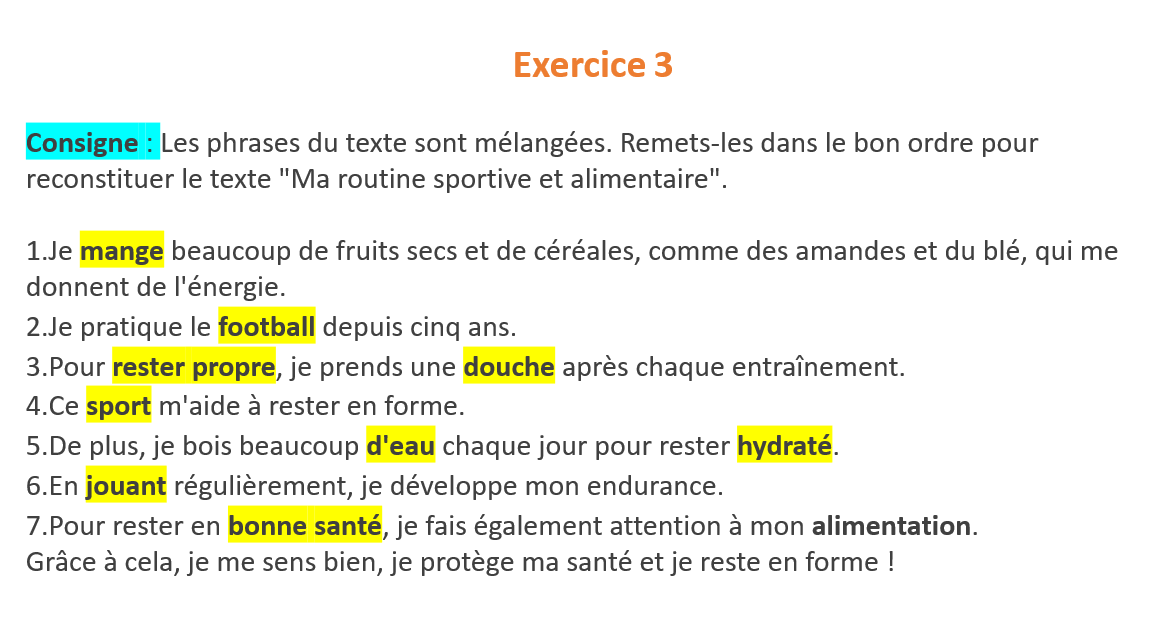 Exercice 3
Consigne : Les phrases du texte sont mélangées. Remets-les dans le bon ordre pour
reconstituer le texte "Ma routine sportive et alimentaire".
1.Je mange beaucoup de fruits secs et de céréales, comme des amandes et du blé, qui me
donnent de l'énergie.
2.Je pratique le football depuis cinq ans.
3.Pour rester propre, je prends une douche après chaque entraînement.
4.Ce sport m'aide à rester en forme.
5.De plus, je bois beaucoup d'eau chaque jour pour rester hydraté.
6.En jouant régulièrement, je développe mon endurance.
7.Pour rester en bonne santé, je fais également attention à mon alimentation.
Grâce à cela, je me sens bien, je protège ma santé et je reste en forme !